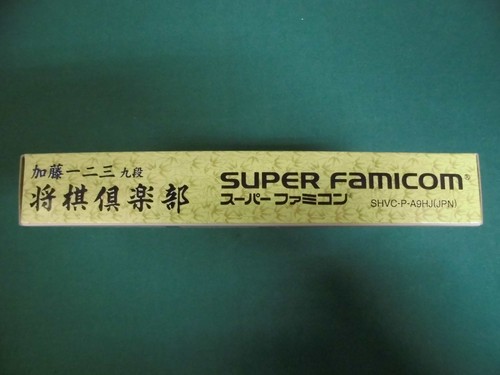 加藤一二三 九段
将棋倶楽部
SUPER FAMICOM®
スーパーファミコン®
SHVC-P-A9HJ(JPN)